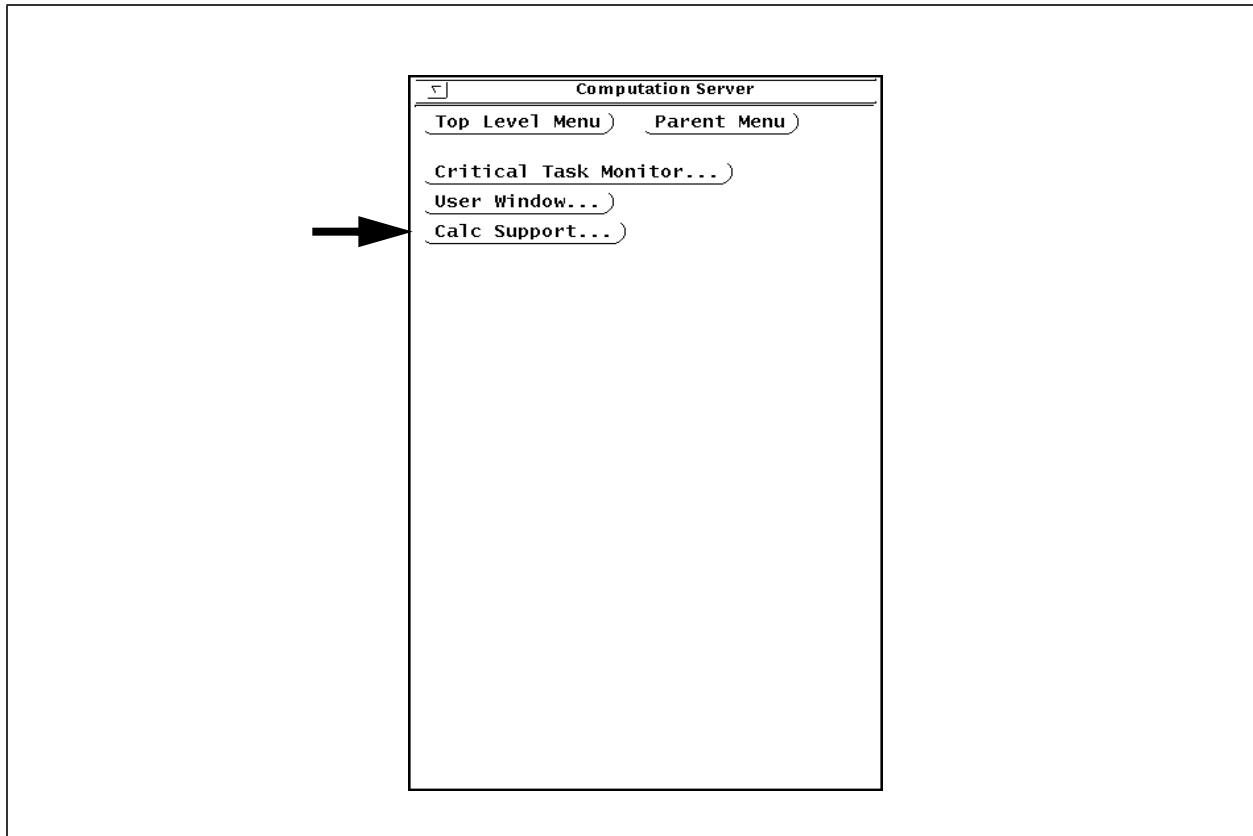 Computation Server
Top Level Menu Parent Menu
Critical Task Monitor...
User Window...
Calc Support...